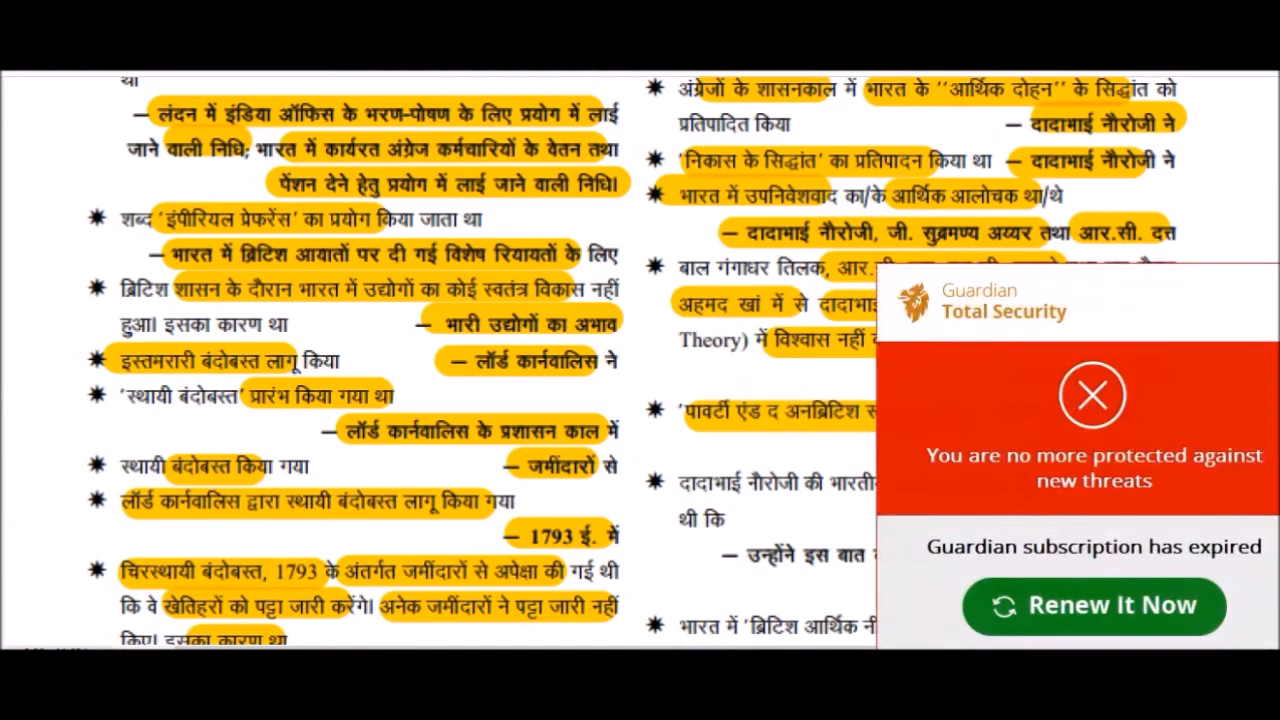 था
– लंदन में इंडिया ऑफिस के भरण-पोषण के लिए प्रयोग में लाई
जाने वाली निधि; भारत में कार्यरत अंग्रेज कर्मचारियों के वेतन तथा
पेंशन देने हेतु प्रयोग में लाई जाने वाली निधि।
✷ शब्द 'इंपीरियल प्रेफरेंस' का प्रयोग किया जाता था
– भारत में ब्रिटिश आयातों पर दी गई विशेष रियायतों के लिए
✷ ब्रिटिश शासन के दौरान भारत में उद्योगों का कोई स्वतंत्र विकास नहीं
हुआ। इसका कारण था – भारी उद्योगों का अभाव
✷ इस्तमरारी बंदोबस्त लागू किया – लॉर्ड कार्नवालिस ने
✷ 'स्थायी बंदोबस्त' प्रारंभ किया गया था
– लॉर्ड कार्नवालिस के प्रशासन काल में
✷ स्थायी बंदोबस्त किया गया – जमींदारों से
✷ लॉर्ड कार्नवालिस द्वारा स्थायी बंदोबस्त लागू किया गया
– 1793 ई. में
✷ चिरस्थायी बंदोबस्त, 1793 के अंतर्गत जमींदारों से अपेक्षा की गई थी
कि वे खेतिहरों को पट्टा जारी करेंगे। अनेक जमींदारों ने पट्टा जारी नहीं
किए। इसका कारण था
✷ अंग्रेजों के शासनकाल में भारत के ''आर्थिक दोहन'' के सिद्धांत को
प्रतिपादित किया – दादाभाई नौरोजी ने
✷ 'निकास के सिद्धांत' का प्रतिपादन किया था – दादाभाई नौरोजी ने
✷ भारत में उपनिवेशवाद का/के आर्थिक आलोचक था/थे
– दादाभाई नौरोजी, जी. सुब्रमण्य अय्यर तथा आर.सी. दत्त
✷ बाल गंगाधर तिलक, आर.
अहमद खां में से दादाभाई
Theory) में विश्वास नहीं
✷ 'पावर्टी एंड द अनब्रिटिश
दादाभाई नौरोजी की
✷ थी कि
– उन्होंने इस बात
✷ भारत में 'ब्रिटिश आर्थिक
Guardian
Total Security
You are no more protected against
new threats
Guardian subscription has expired
Renew It Now